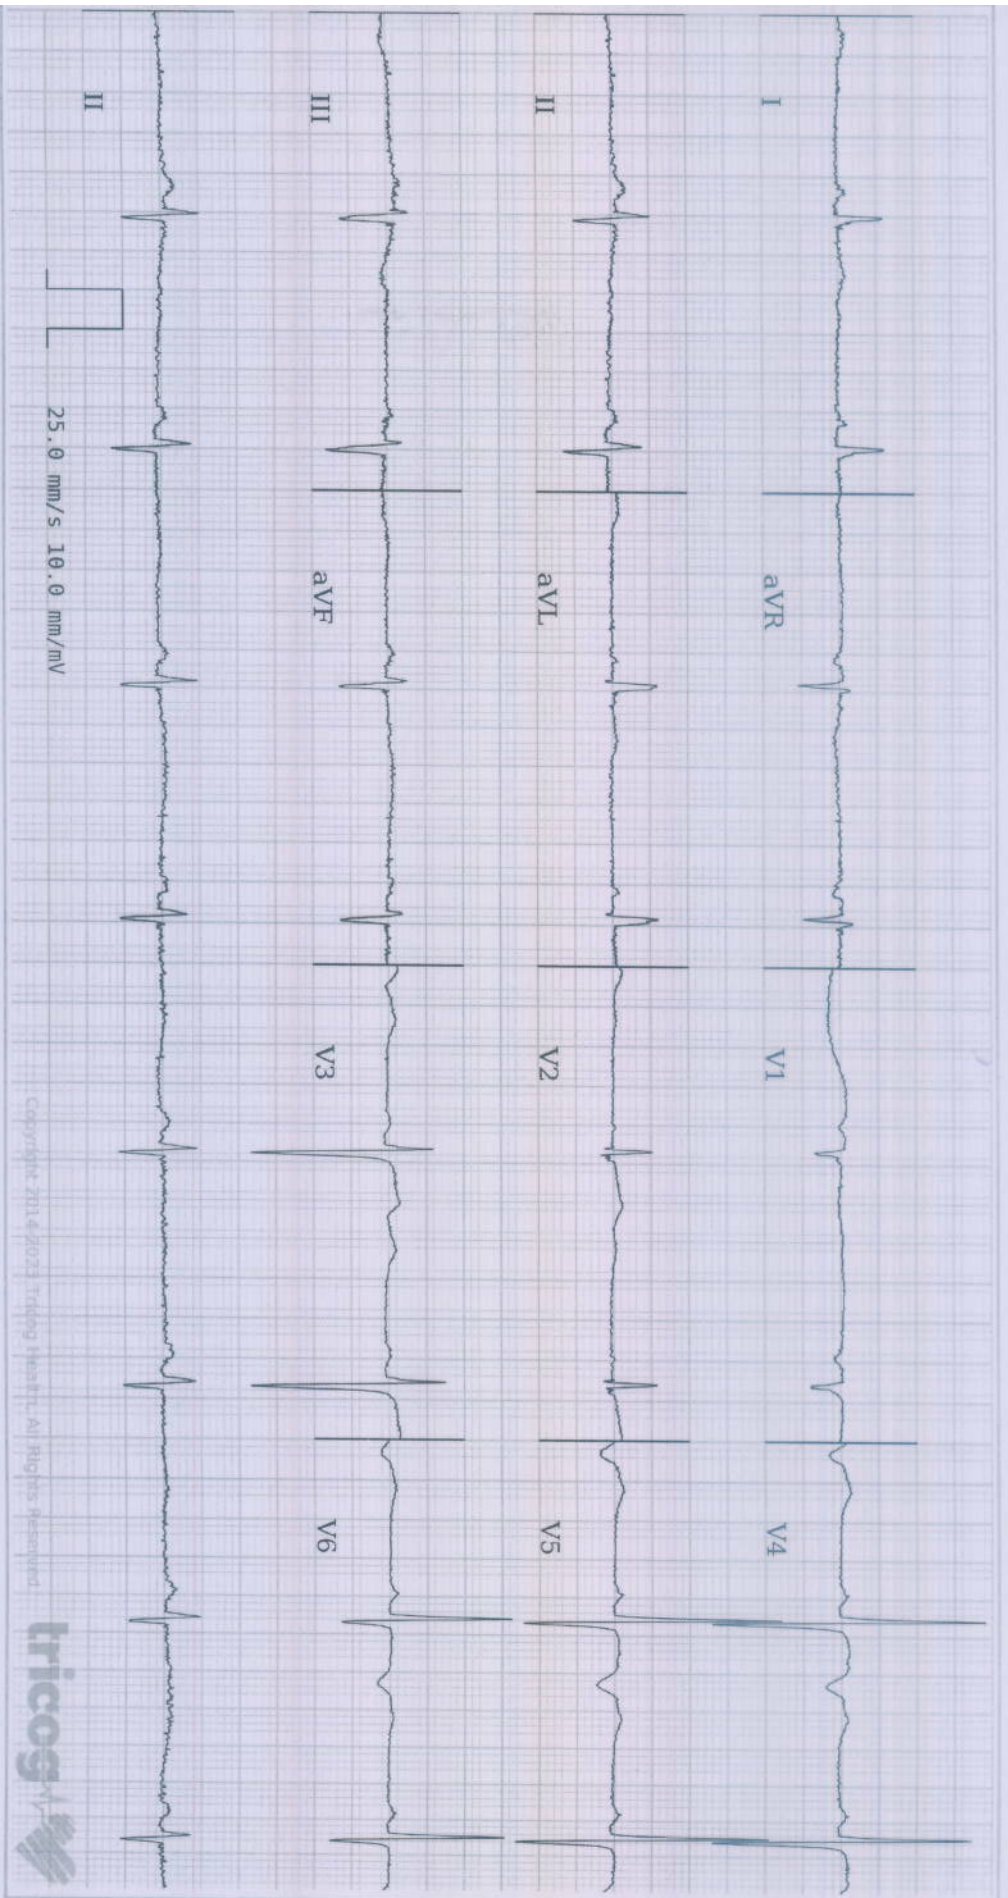 I
aVR
V1
V4
II
aVL
V2
V5
III
aVF
V3
V6
II
25.0 mm/s 10.0 mm/mV
Copyright 2014-2023 Tricog Health, All Rights Reserved
tricog